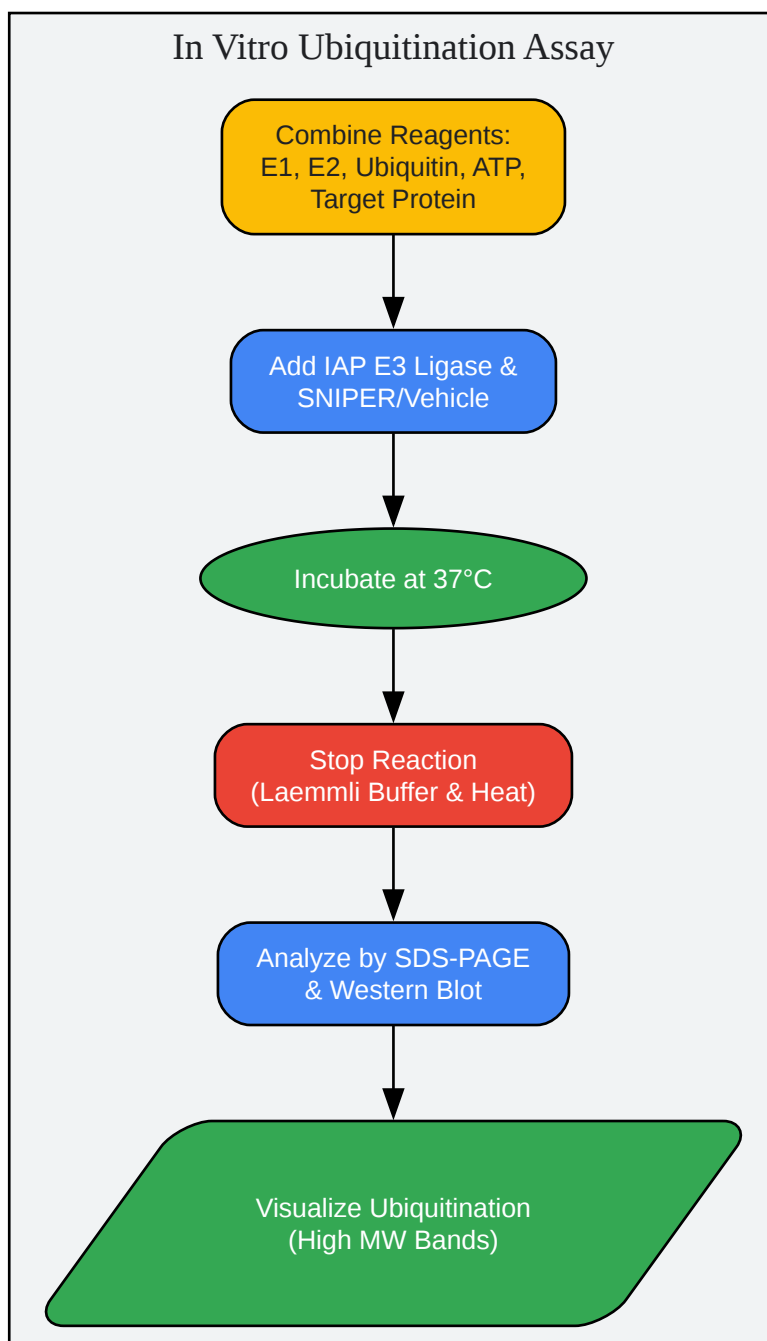 In Vitro Ubiquitination Assay
Combine Reagents:
E1, E2, Ubiquitin, ATP,
Target Protein
Add IAP E3 Ligase &
SNIPER/Vehicle
Incubate at 37°C
Stop Reaction
(Laemmli Buffer & Heat)
Analyze by SDS-PAGE
& Western Blot
Visualize Ubiquitination
(High MW Bands)